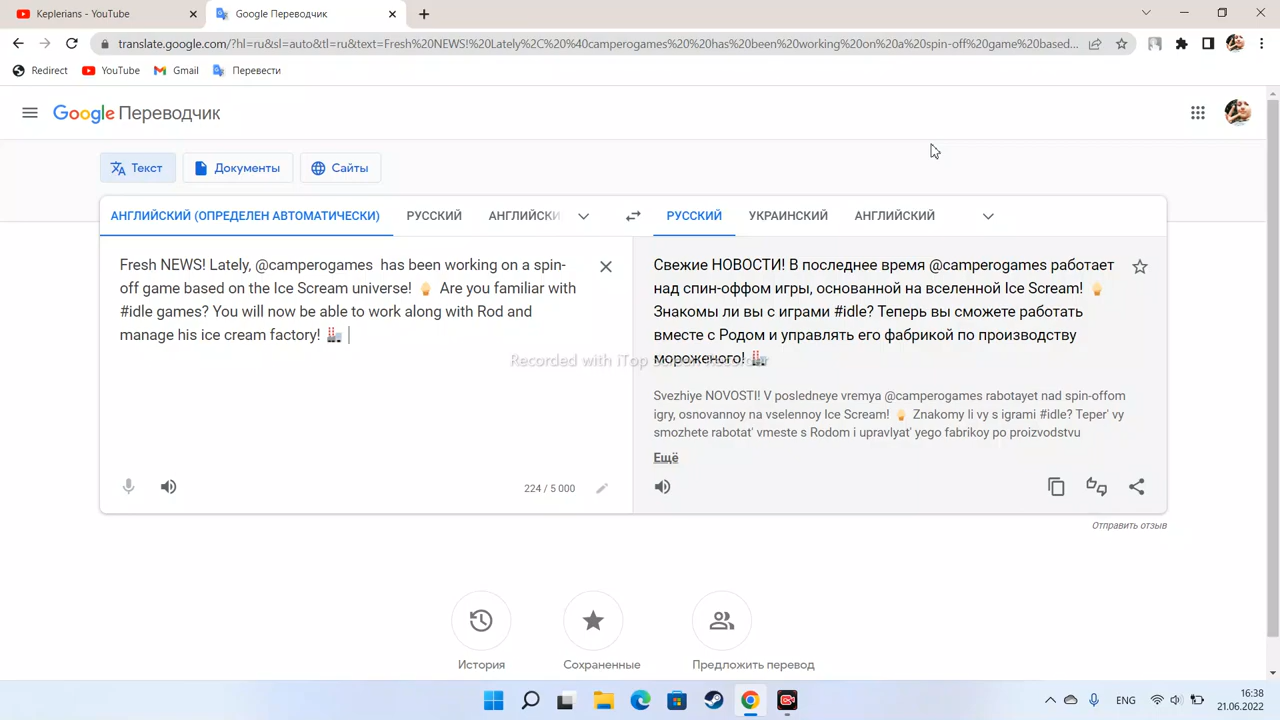 Keplerians - YouTube
Google Переводчик
translate.google.com/?hl=ru&sl=auto&tl=ru&text=Fresh%20NEWS!%20Lately%2C%20%40camperogames%20%20has%20been%20working%20on%20a%20spin-off%20game%20based...
Redirect YouTube Gmail Перевести
Google Переводчик
Текст Документы Сайты
АНГЛИЙСКИЙ (ОПРЕДЕЛЕН АВТОМАТИЧЕСКИ) РУССКИЙ АНГЛИЙСКИ РУССКИЙ УКРАИНСКИЙ АНГЛИЙСКИЙ
Fresh NEWS! Lately, @camperogames has been working on a spin-
off game based on the Ice Scream universe! 🍦 Are you familiar with
#idle games? You will now be able to work along with Rod and
manage his ice cream factory! 🏭
Свежие НОВОСТИ! В последнее время @camperogames работает
над спин-оффом игры, основанной на вселенной Ice Scream! 🍦
Знакомы ли вы с играми #idle? Теперь вы сможете работать
вместе с Родом и управлять его фабрикой по производству
мороженого! 🏭
Recorded with iTop Screen Recorder
Svezhiye NOVOSTI! V posledneye vremya @camperogames rabotayet nad spin-offom
igry, osnovannoy na vselennoy Ice Scream! 🍦 Znakomy li vy s igrami #idle? Teper' vy
smozhete rabotat' vmeste s Rodom i upravlyat' yego fabrikoy po proizvodstvu
Ещё
224 / 5 000
Отправить отзыв
История Сохраненные Предложить перевод
ENG
16:38
21.06.2022